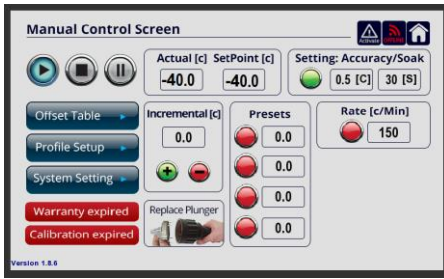 Manual Control Screen
Activate
Actual [c] SetPoint [c]
-40.0 -40.0
Setting: Accuracy/Soak
0.5 [C] 30 [S]
Offset Table
Profile Setup
System Setting
Warranty expired
Calibration expired
Incremental [c]
0.0
Replace Plunger
Presets
0.0
0.0
0.0
0.0
Rate [c/Min]
150
Version 1.8.6